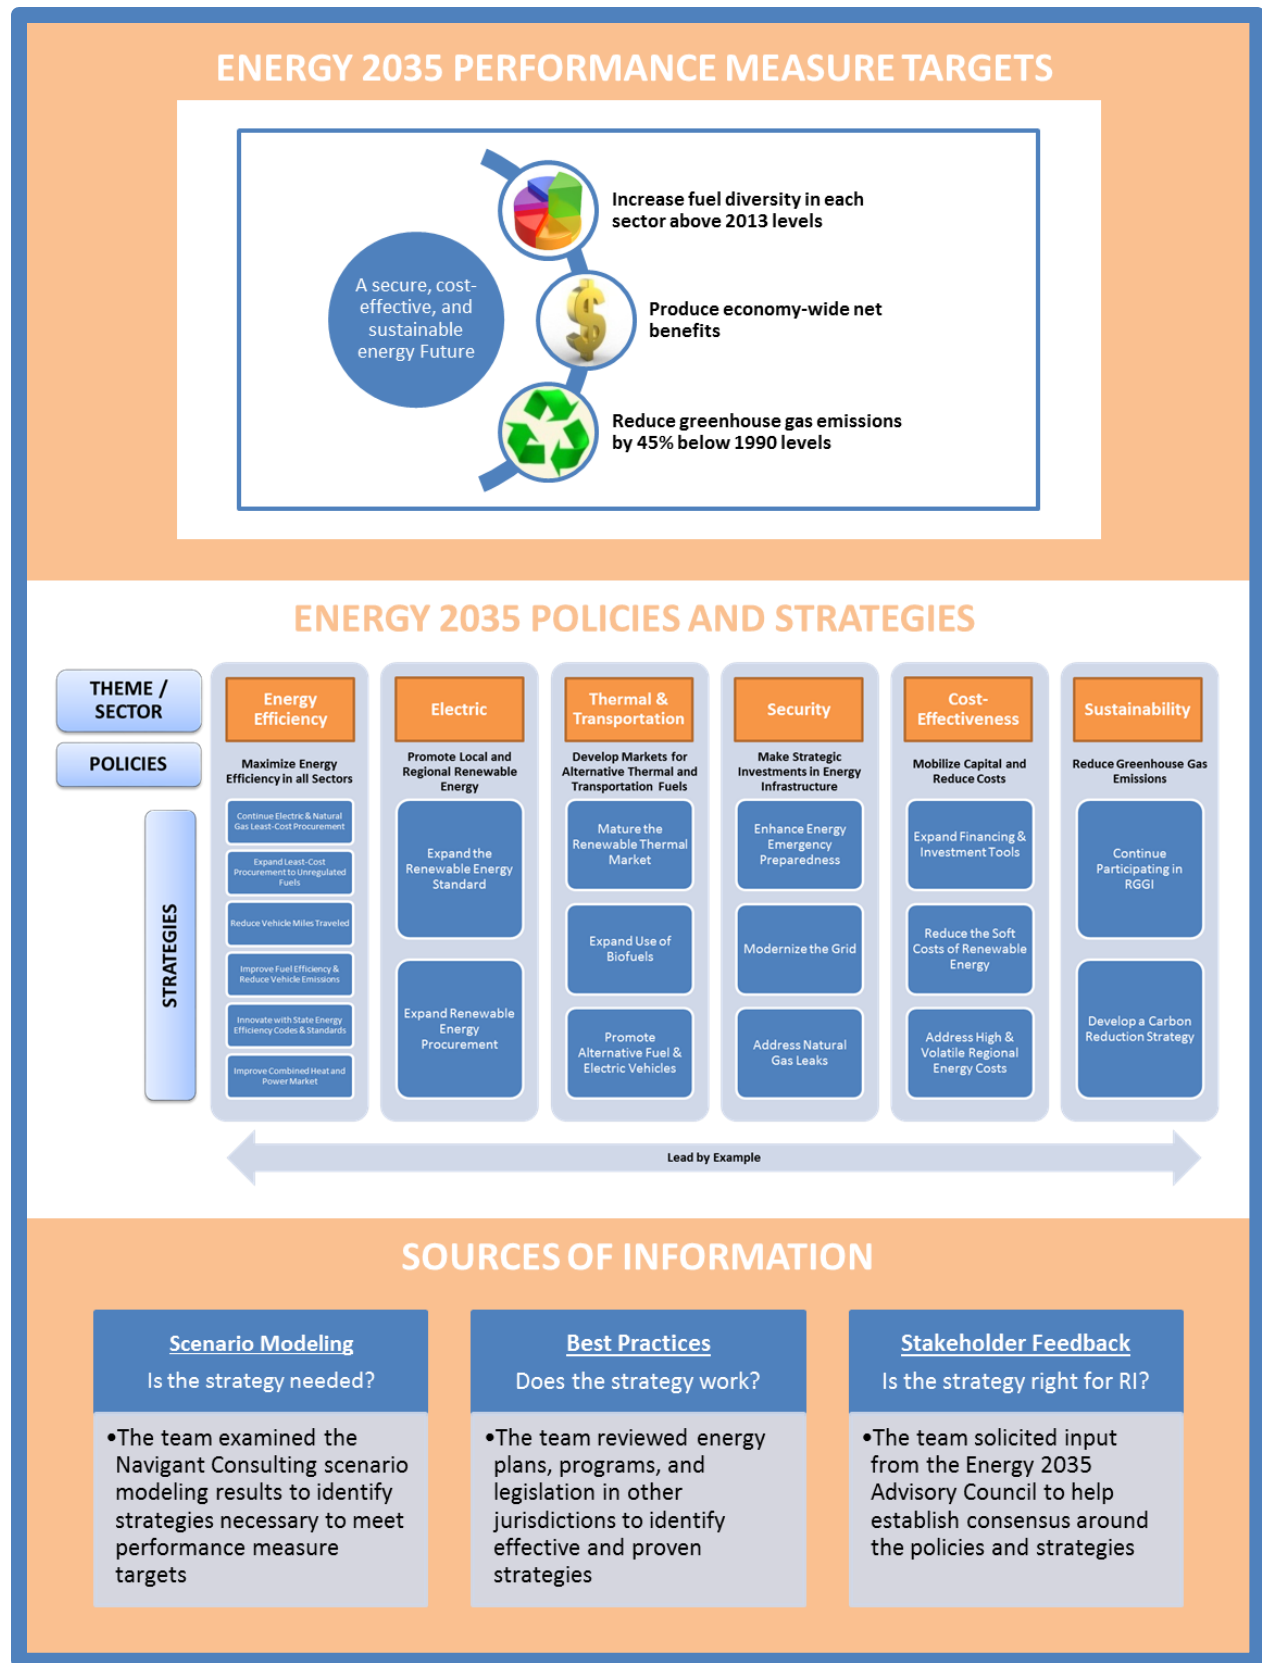 ENERGY 2035 PERFORMANCE MEASURE TARGETS
A secure, cost-
effective, and
sustainable
energy Future
Increase fuel diversity in each
sector above 2013 levels
Produce economy-wide net
benefits
Reduce greenhouse gas emissions
by 45% below 1990 levels
ENERGY 2035 POLICIES AND STRATEGIES
THEME /
SECTOR
POLICIES
STRATEGIES
Energy
Efficiency
Maximize Energy
Efficiency in all Sectors
Continue Electric & Natural
Gas Least-Cost Procurement
Expand Least-Cost
Procurement to Unregulated
Fuels
Reduce Vehicle Miles Traveled
Improve Fuel Efficiency &
Reduce Vehicle Emissions
Innovate with State Energy
Efficiency Codes & Standards
Improve Combined Heat and
Power Market
Electric
Promote Local and
Regional Renewable
Energy
Expand the
Renewable Energy
Standard
Expand Renewable
Energy
Procurement
Thermal &
Transportation
Develop Markets for
Alternative Thermal and
Transportation Fuels
Mature the
Renewable Thermal
Market
Expand Use of
Biofuels
Promote
Alternative Fuel &
Electric Vehicles
Security
Make Strategic
Investments in Energy
Infrastructure
Enhance Energy
Emergency
Preparedness
Modernize the Grid
Address Natural
Gas Leaks
Cost-
Effectiveness
Mobilize Capital and
Reduce Costs
Expand Financing &
Investment Tools
Reduce the Soft
Costs of Renewable
Energy
Address High &
Volatile Regional
Energy Costs
Sustainability
Reduce Greenhouse Gas
Emissions
Continue
Participating in
RGGI
Develop a Carbon
Reduction Strategy
Lead by Example
SOURCES OF INFORMATION
Scenario Modeling
Is the strategy needed?
•The team examined the
Navigant Consulting scenario
modeling results to identify
strategies necessary to meet
performance measure
targets
Best Practices
Does the strategy work?
•The team reviewed energy
plans, programs, and
legislation in other
jurisdictions to identify
effective and proven
strategies
Stakeholder Feedback
Is the strategy right for RI?
•The team solicited input
from the Energy 2035
Advisory Council to help
establish consensus around
the policies and strategies